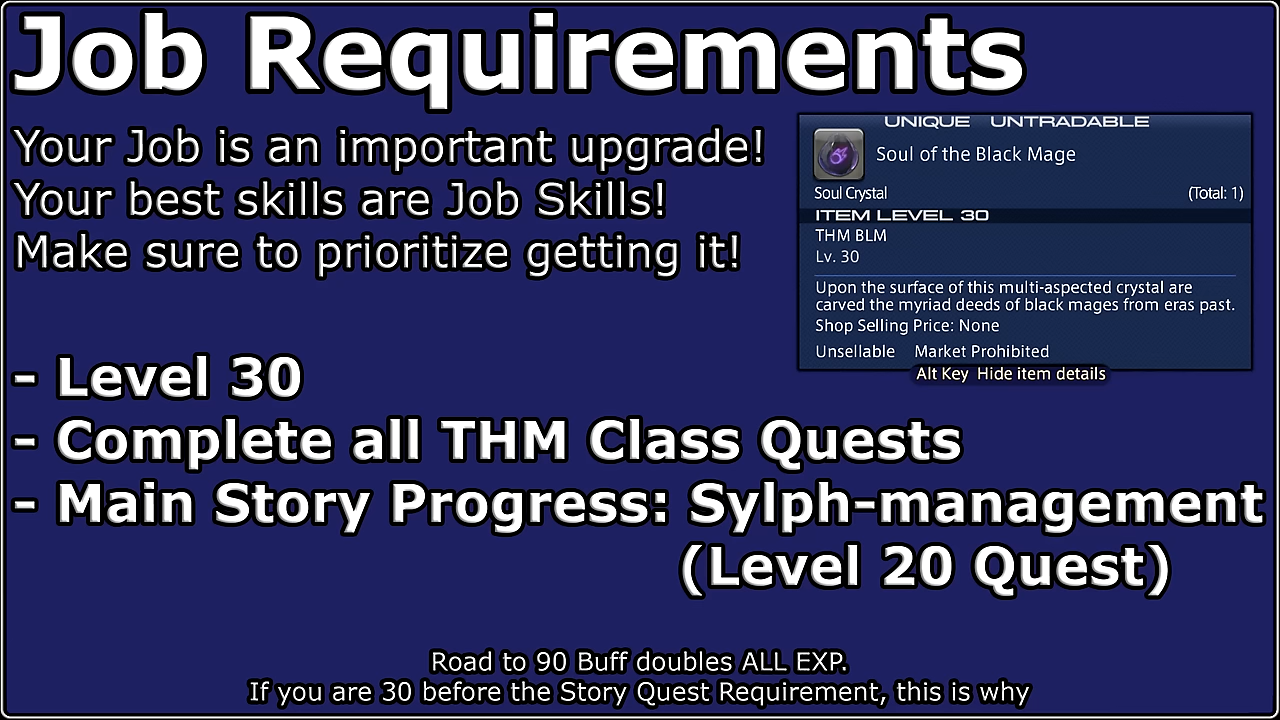 Job Requirements
Your Job is an important upgrade!
Your best skills are Job Skills!
Make sure to prioritize getting it!
UNIQUE UNTRADABLE
Soul of the Black Mage
Soul Crystal (Total: 1)
ITEM LEVEL 30
THM BLM
Lv. 30
Upon the surface of this multi-aspected crystal are
carved the myriad deeds of black mages from eras past.
Shop Selling Price: None
Unsellable Market Prohibited
Alt Key Hide item details
- Level 30
- Complete all THM Class Quests
- Main Story Progress: Sylph-management
(Level 20 Quest)
Road to 90 Buff doubles ALL EXP.
If you are 30 before the Story Quest Requirement, this is why